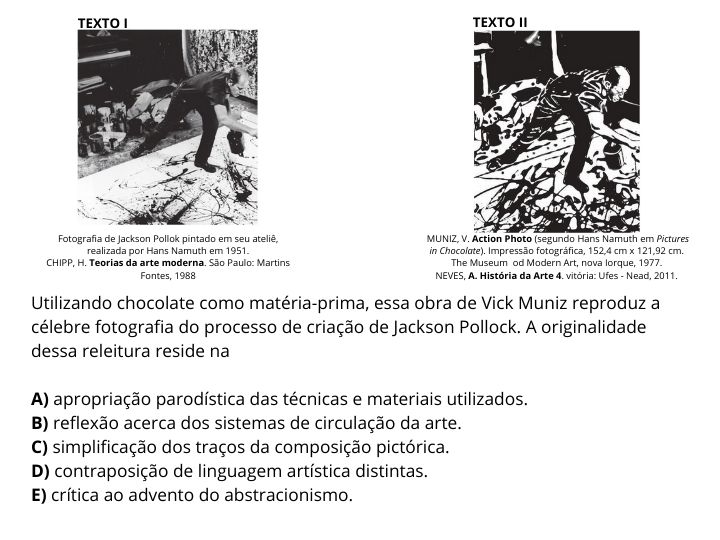 TEXTO I
TEXTO II
Fotografia de Jackson Pollok pintado em seu ateliê,
realizada por Hans Namuth em 1951.
CHIPP, H. Teorias da arte moderna. São Paulo: Martins
Fontes, 1988
MUNIZ, V. Action Photo (segundo Hans Namuth em Pictures
in Chocolate). Impressão fotográfica, 152,4 cm x 121,92 cm.
The Museum od Modern Art, nova Iorque, 1977.
NEVES, A. História da Arte 4. vitória: Ufes - Nead, 2011.
Utilizando chocolate como matéria-prima, essa obra de Vick Muniz reproduz a
célebre fotografia do processo de criação de Jackson Pollock. A originalidade
dessa releitura reside na
A) apropriação parodística das técnicas e materiais utilizados.
B) reflexão acerca dos sistemas de circulação da arte.
C) simplificação dos traços da composição pictórica.
D) contraposição de linguagem artística distintas.
E) crítica ao advento do abstracionismo.